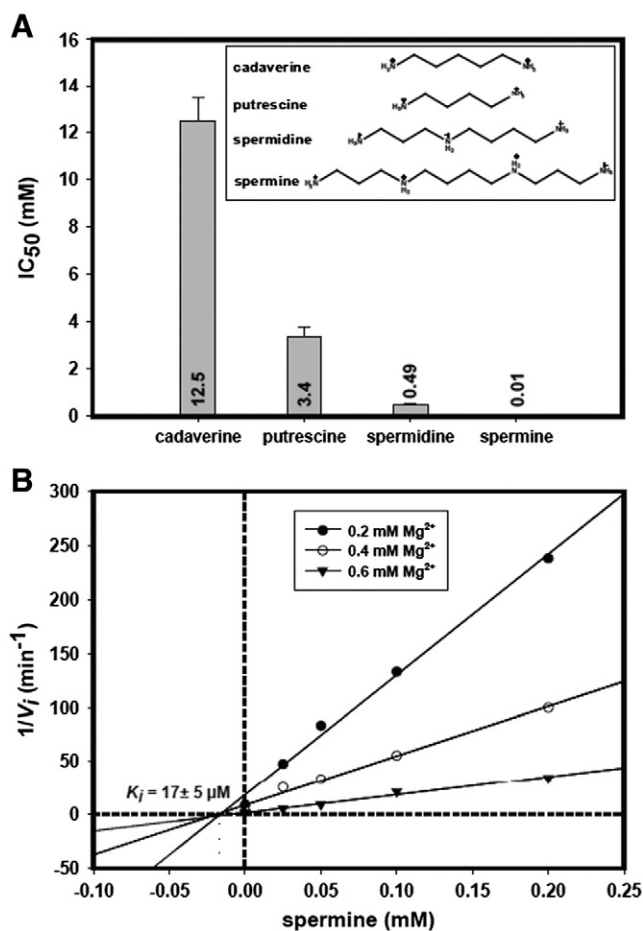 A
16
14
12
10
8
6
4
2
0
IC50 (mM)
cadaverine
putrescine
spermidine
spermine
12.5
3.4
0.49
0.01
cadaverine putrescine spermidine spermine
B
300
250
200
150
100
50
0
-50
1/Vi (min-1)
0.2 mM Mg2+
0.4 mM Mg2+
0.6 mM Mg2+
Ki = 17± 5 µM
-0.10 -0.05 0.00 0.05 0.10 0.15 0.20 0.25
spermine (mM)